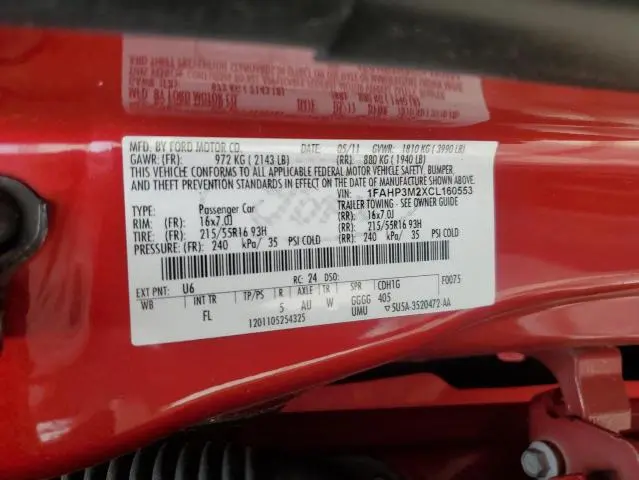 MFD. BY FORD MOTOR CO. DATE: 05/11 GVWR: 1810 KG ( 3990 LB)
GAWR: (FR): 972 KG ( 2143 LB) (RR): 880 KG ( 1940 LB)
THIS VEHICLE CONFORMS TO ALL APPLICABLE FEDERAL MOTOR VEHICLE SAFETY, BUMPER,
AND THEFT PREVENTION STANDARDS IN EFFECT ON THE DATE OF MANUFACTURE SHOWN ABOVE.
VIN: 1FAHP3M2XCL160553
TYPE: Passenger Car TRAILER TOWING - SEE OWNER GUIDE
RIM: (FR): 16x7.0J (RR): 16x7.0J
TIRE: (FR): 215/55R16 93H (RR): 215/55R16 93H
PRESSURE: (FR): 240 kPa/ 35 PSI COLD (RR): 240 kPa/ 35 PSI COLD
EXT PNT: U6 RC: 24 DSO: F0075
WB INT TR TP/PS R AXLE TR SPR CDH1G
FL S AU W GGGG 405
1201105254325 UMU ▽5U5A-3520472-AA